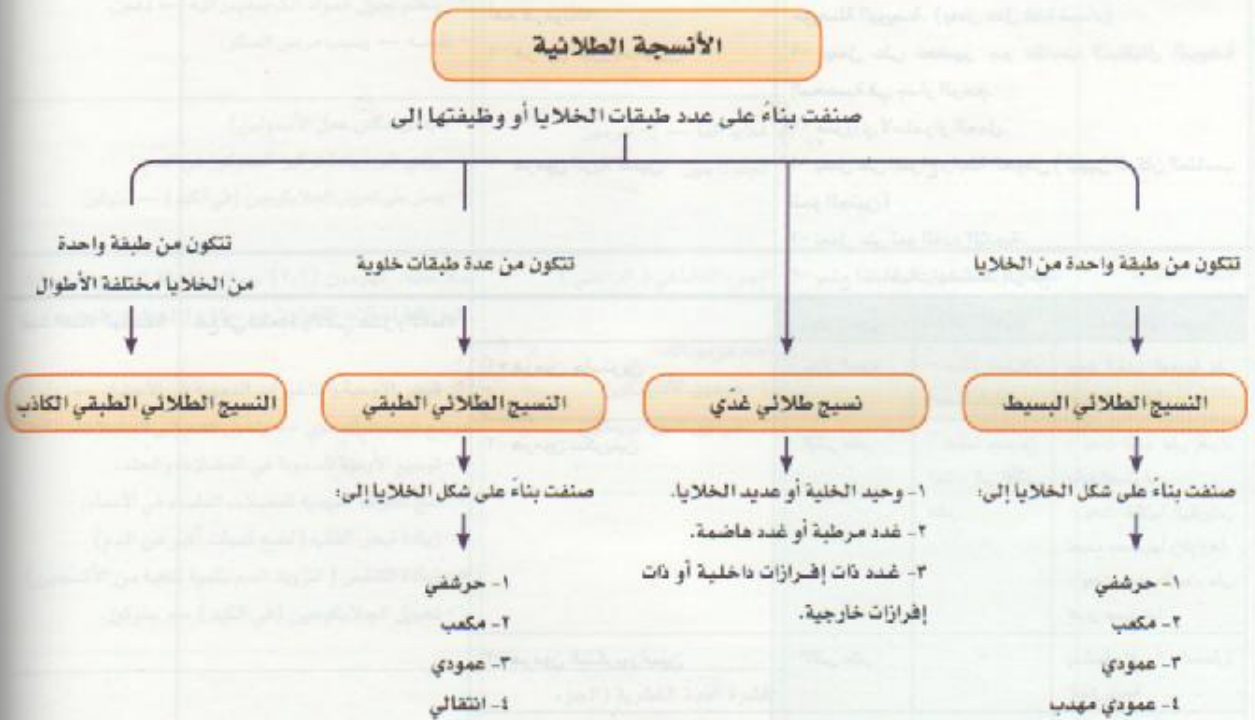 الأنسجة الطلائية
صنفت بناءً على عدد طبقات الخلايا أو وظيفتها إلى
تتكون من طبقة واحدة من الخلايا
تتكون من عدة طبقات خلوية
تتكون من طبقة واحدة
من الخلايا مختلفة الأطوال
النسيج الطلائي البسيط
نسيج طلائي غدّي
النسيج الطلائي الطبقي
النسيج الطلائي الطبقي الكاذب
صنفت بناءً على شكل الخلايا إلى:
١- حرشفي
٢- مكعب
٣- عمودي
٤- عمودي مهدب
١- وحيد الخلية أو عديد الخلايا.
٢- غدد مرطبة أو غدد هاضمة.
٣- غدد ذات إفـرازات داخلية أو ذات
إفرازات خارجية.
صنفت بناءً على شكل الخلايا إلى:
١- حرشفي
٢- مكعب
٣- عمودي
٤- انتقالي